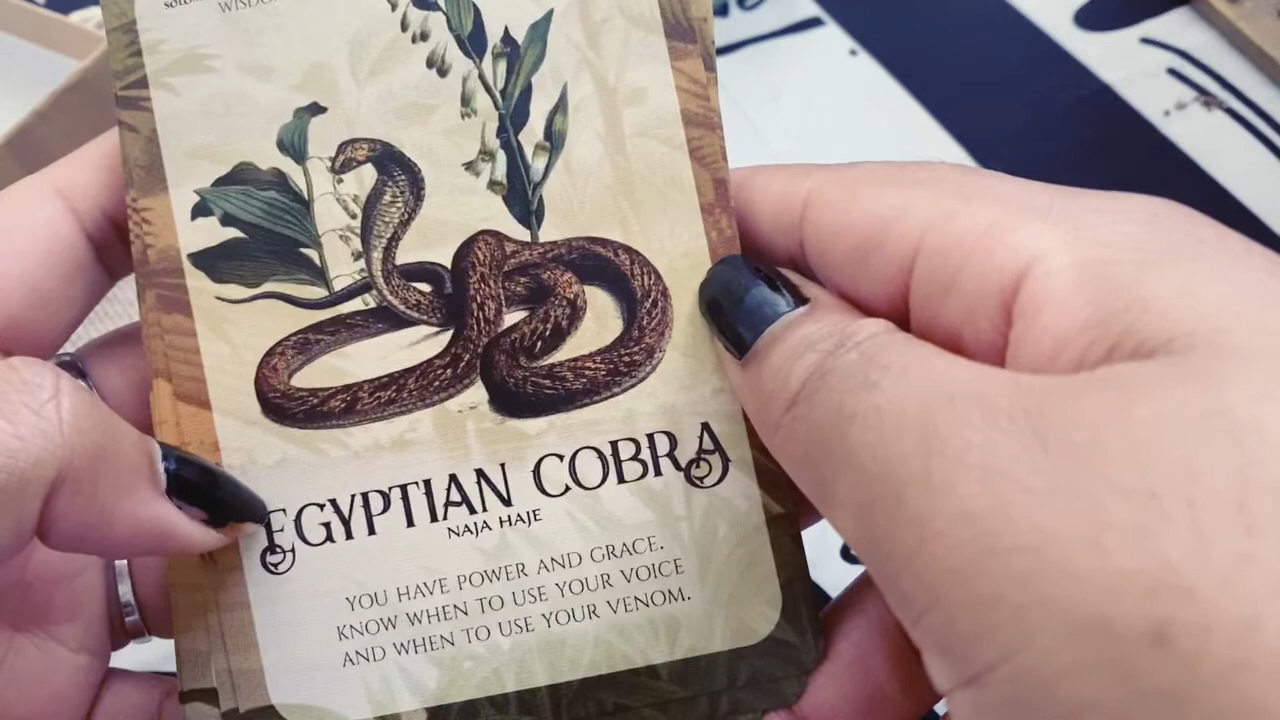 WISDOM
EGYPTIAN COBRA
NAJA HAJE
YOU HAVE POWER AND GRACE.
KNOW WHEN TO USE YOUR VOICE
AND WHEN TO USE YOUR VENOM.